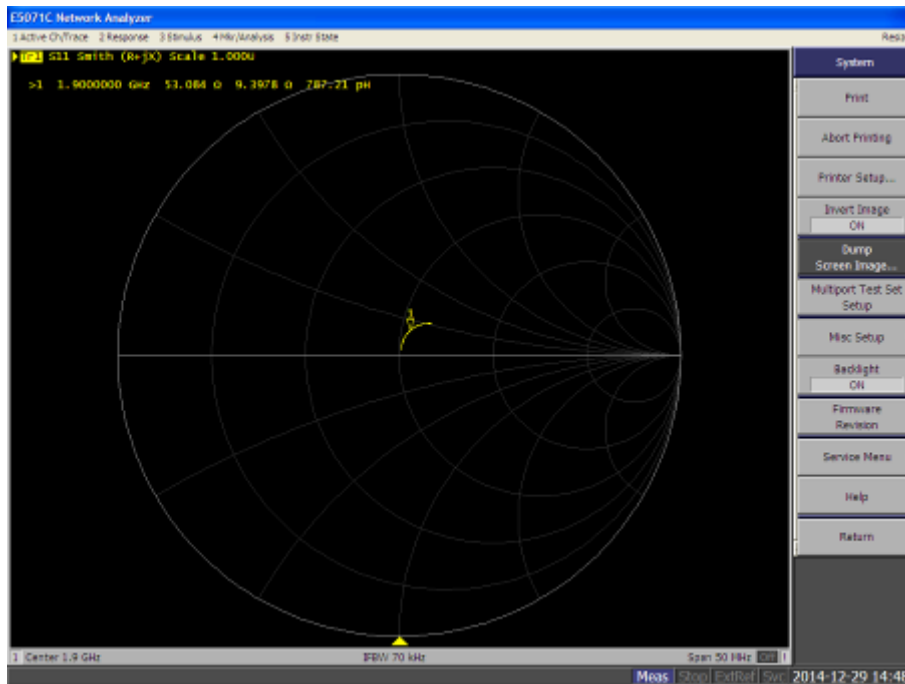 E5071C Network Analyzer
1 Active Ch/Trace 2 Response 3 Stimulus 4 Mkr/Analysis 5 Instr State
Tr1 S11 Smith (R+jX) Scale 1.000U
>1 1.9000000 GHz 53.084 Ω 9.3978 Ω 787.21 pH
1
System
Print
Abort Printing
Printer Setup...
Invert Image
ON
Dump
Screen Image...
Multiport Test Set
Setup
Misc Setup
Backlight
ON
Firmware
Revision
Service Menu
Help
Return
1 Center 1.9 GHz IFBW 70 kHz Span 50 MHz Off !
Meas Stop ExtRef Svc 2014-12-29 14:48